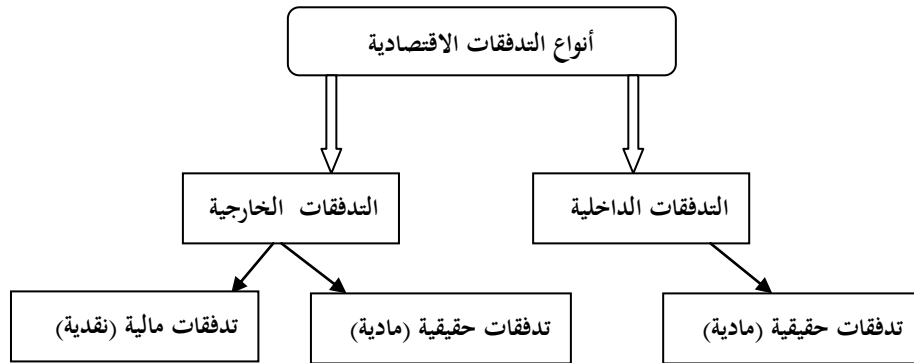 أنواع التدفقات الاقتصادية
التدفقات الداخلية
التدفقات الخارجية
تدفقات حقيقية (مادية)
تدفقات حقيقية (مادية)
تدفقات مالية (نقدية)